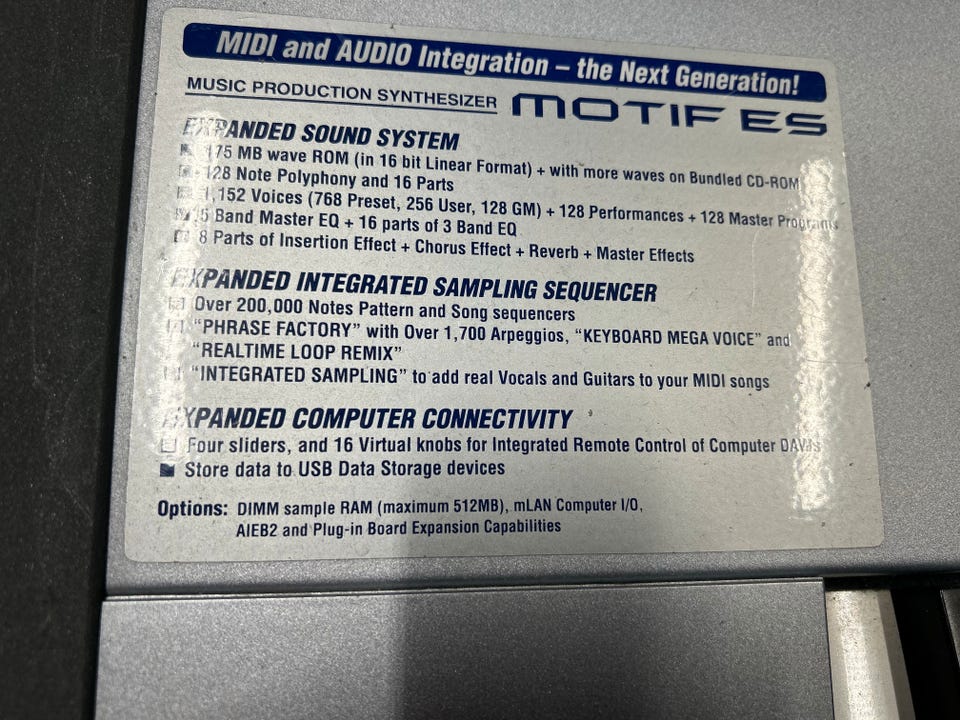 MIDI and AUDIO Integration – the Next Generation!
MUSIC PRODUCTION SYNTHESIZER MOTIF ES
EXPANDED SOUND SYSTEM
175 MB wave ROM (in 16 bit Linear Format) + with more waves on Bundled CD-ROM
128 Note Polyphony and 16 Parts
1,152 Voices (768 Preset, 256 User, 128 GM) + 128 Performances + 128 Master Programs
5 Band Master EQ + 16 parts of 3 Band EQ
8 Parts of Insertion Effect + Chorus Effect + Reverb + Master Effects
EXPANDED INTEGRATED SAMPLING SEQUENCER
Over 200,000 Notes Pattern and Song sequencers
“PHRASE FACTORY” with Over 1,700 Arpeggios, “KEYBOARD MEGA VOICE” and
“REALTIME LOOP REMIX”
“INTEGRATED SAMPLING” to add real Vocals and Guitars to your MIDI songs
EXPANDED COMPUTER CONNECTIVITY
Four sliders, and 16 Virtual knobs for Integrated Remote Control of Computer DAWs
Store data to USB Data Storage devices
Options: DIMM sample RAM (maximum 512MB), mLAN Computer I/O,
AIEB2 and Plug-in Board Expansion Capabilities